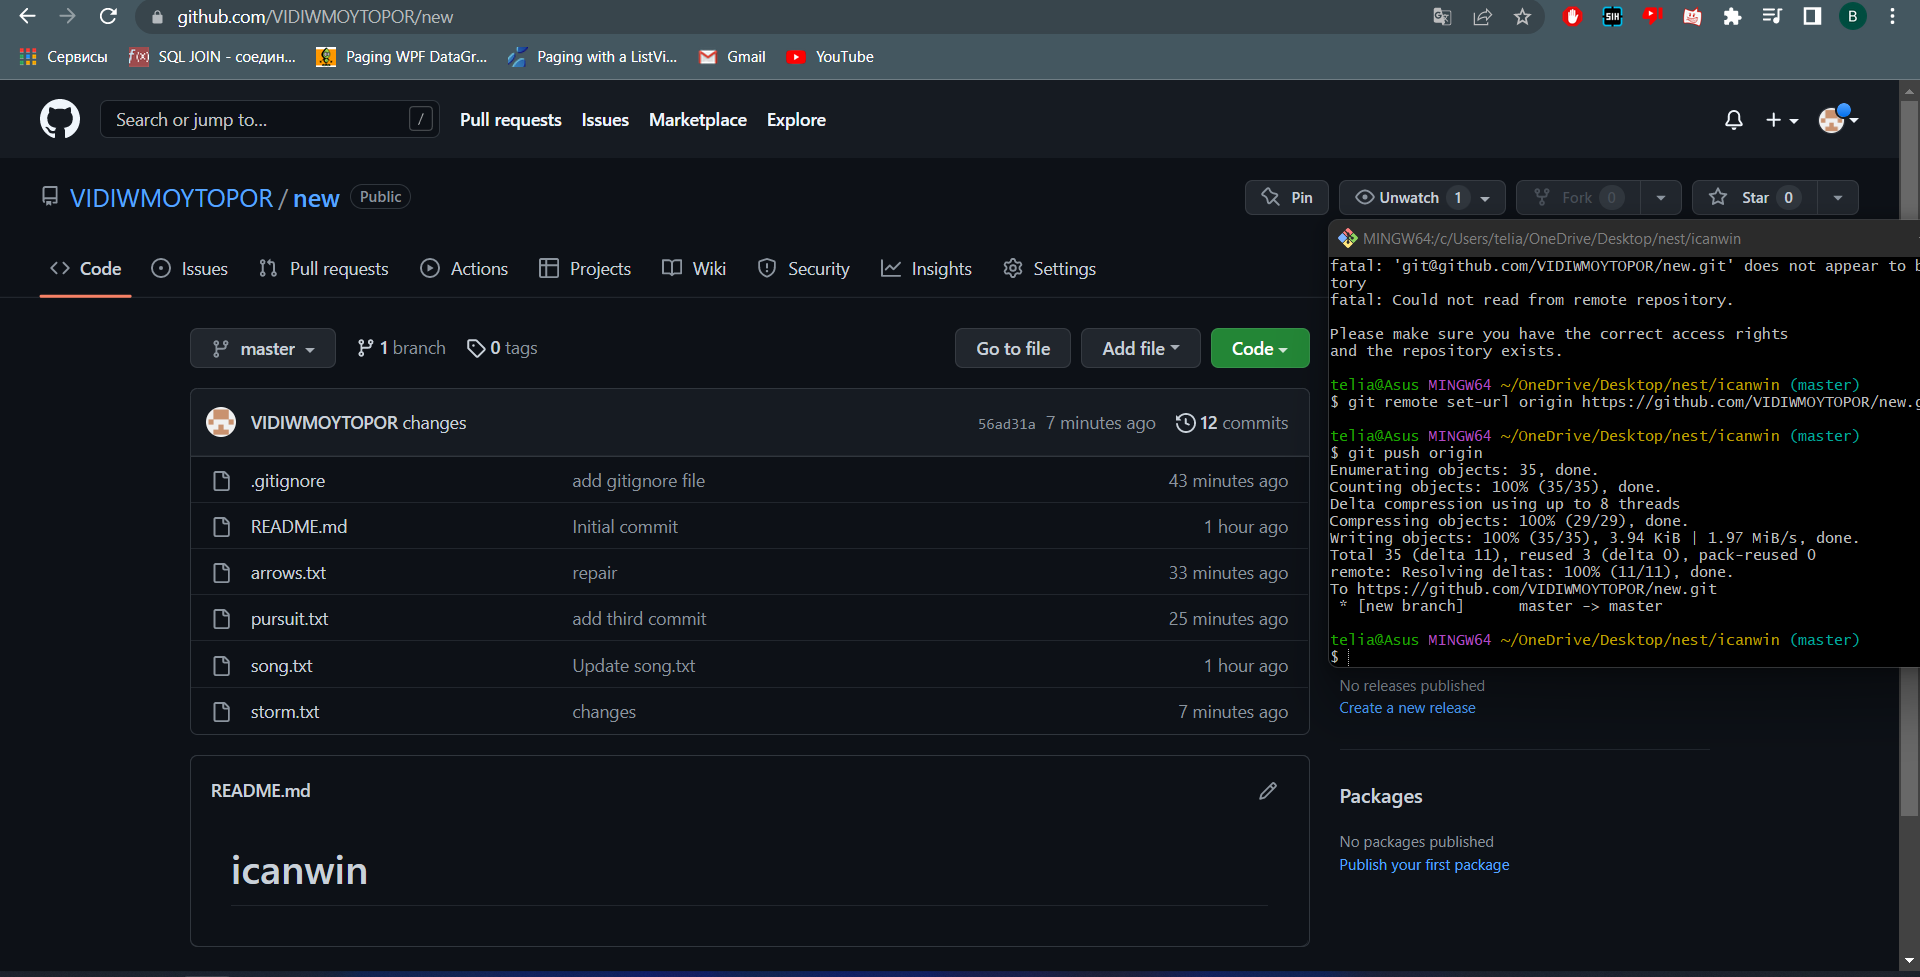 github.com/VIDIWMOYTOPOR/new
SIH
B
Сервисы
f(x) SQL JOIN - соедин...
Paging WPF DataGr...
Paging with a ListVi...
Gmail
YouTube
Search or jump to... /
Pull requests Issues Marketplace Explore
VIDIWMOYTOPOR / new Public
Pin
Unwatch 1
Fork 0
Star 0
Code Issues Pull requests Actions Projects Wiki Security Insights Settings
master 1 branch 0 tags
Go to file Add file Code
VIDIWMOYTOPOR changes 56ad31a 7 minutes ago 12 commits
.gitignore add gitignore file 43 minutes ago
README.md Initial commit 1 hour ago
arrows.txt repair 33 minutes ago
pursuit.txt add third commit 25 minutes ago
song.txt Update song.txt 1 hour ago
storm.txt changes 7 minutes ago
README.md
icanwin
MINGW64:/c/Users/telia/OneDrive/Desktop/nest/icanwin
fatal: 'git@github.com/VIDIWMOYTOPOR/new.git' does not appear to b
tory
fatal: Could not read from remote repository.
Please make sure you have the correct access rights
and the repository exists.
telia@Asus MINGW64 ~/OneDrive/Desktop/nest/icanwin (master)
$ git remote set-url origin https://github.com/VIDIWMOYTOPOR/new.g
telia@Asus MINGW64 ~/OneDrive/Desktop/nest/icanwin (master)
$ git push origin
Enumerating objects: 35, done.
Counting objects: 100% (35/35), done.
Delta compression using up to 8 threads
Compressing objects: 100% (29/29), done.
Writing objects: 100% (35/35), 3.94 KiB | 1.97 MiB/s, done.
Total 35 (delta 11), reused 3 (delta 0), pack-reused 0
remote: Resolving deltas: 100% (11/11), done.
To https://github.com/VIDIWMOYTOPOR/new.git
* [new branch] master -> master
telia@Asus MINGW64 ~/OneDrive/Desktop/nest/icanwin (master)
$
No releases published
Create a new release
Packages
No packages published
Publish your first package